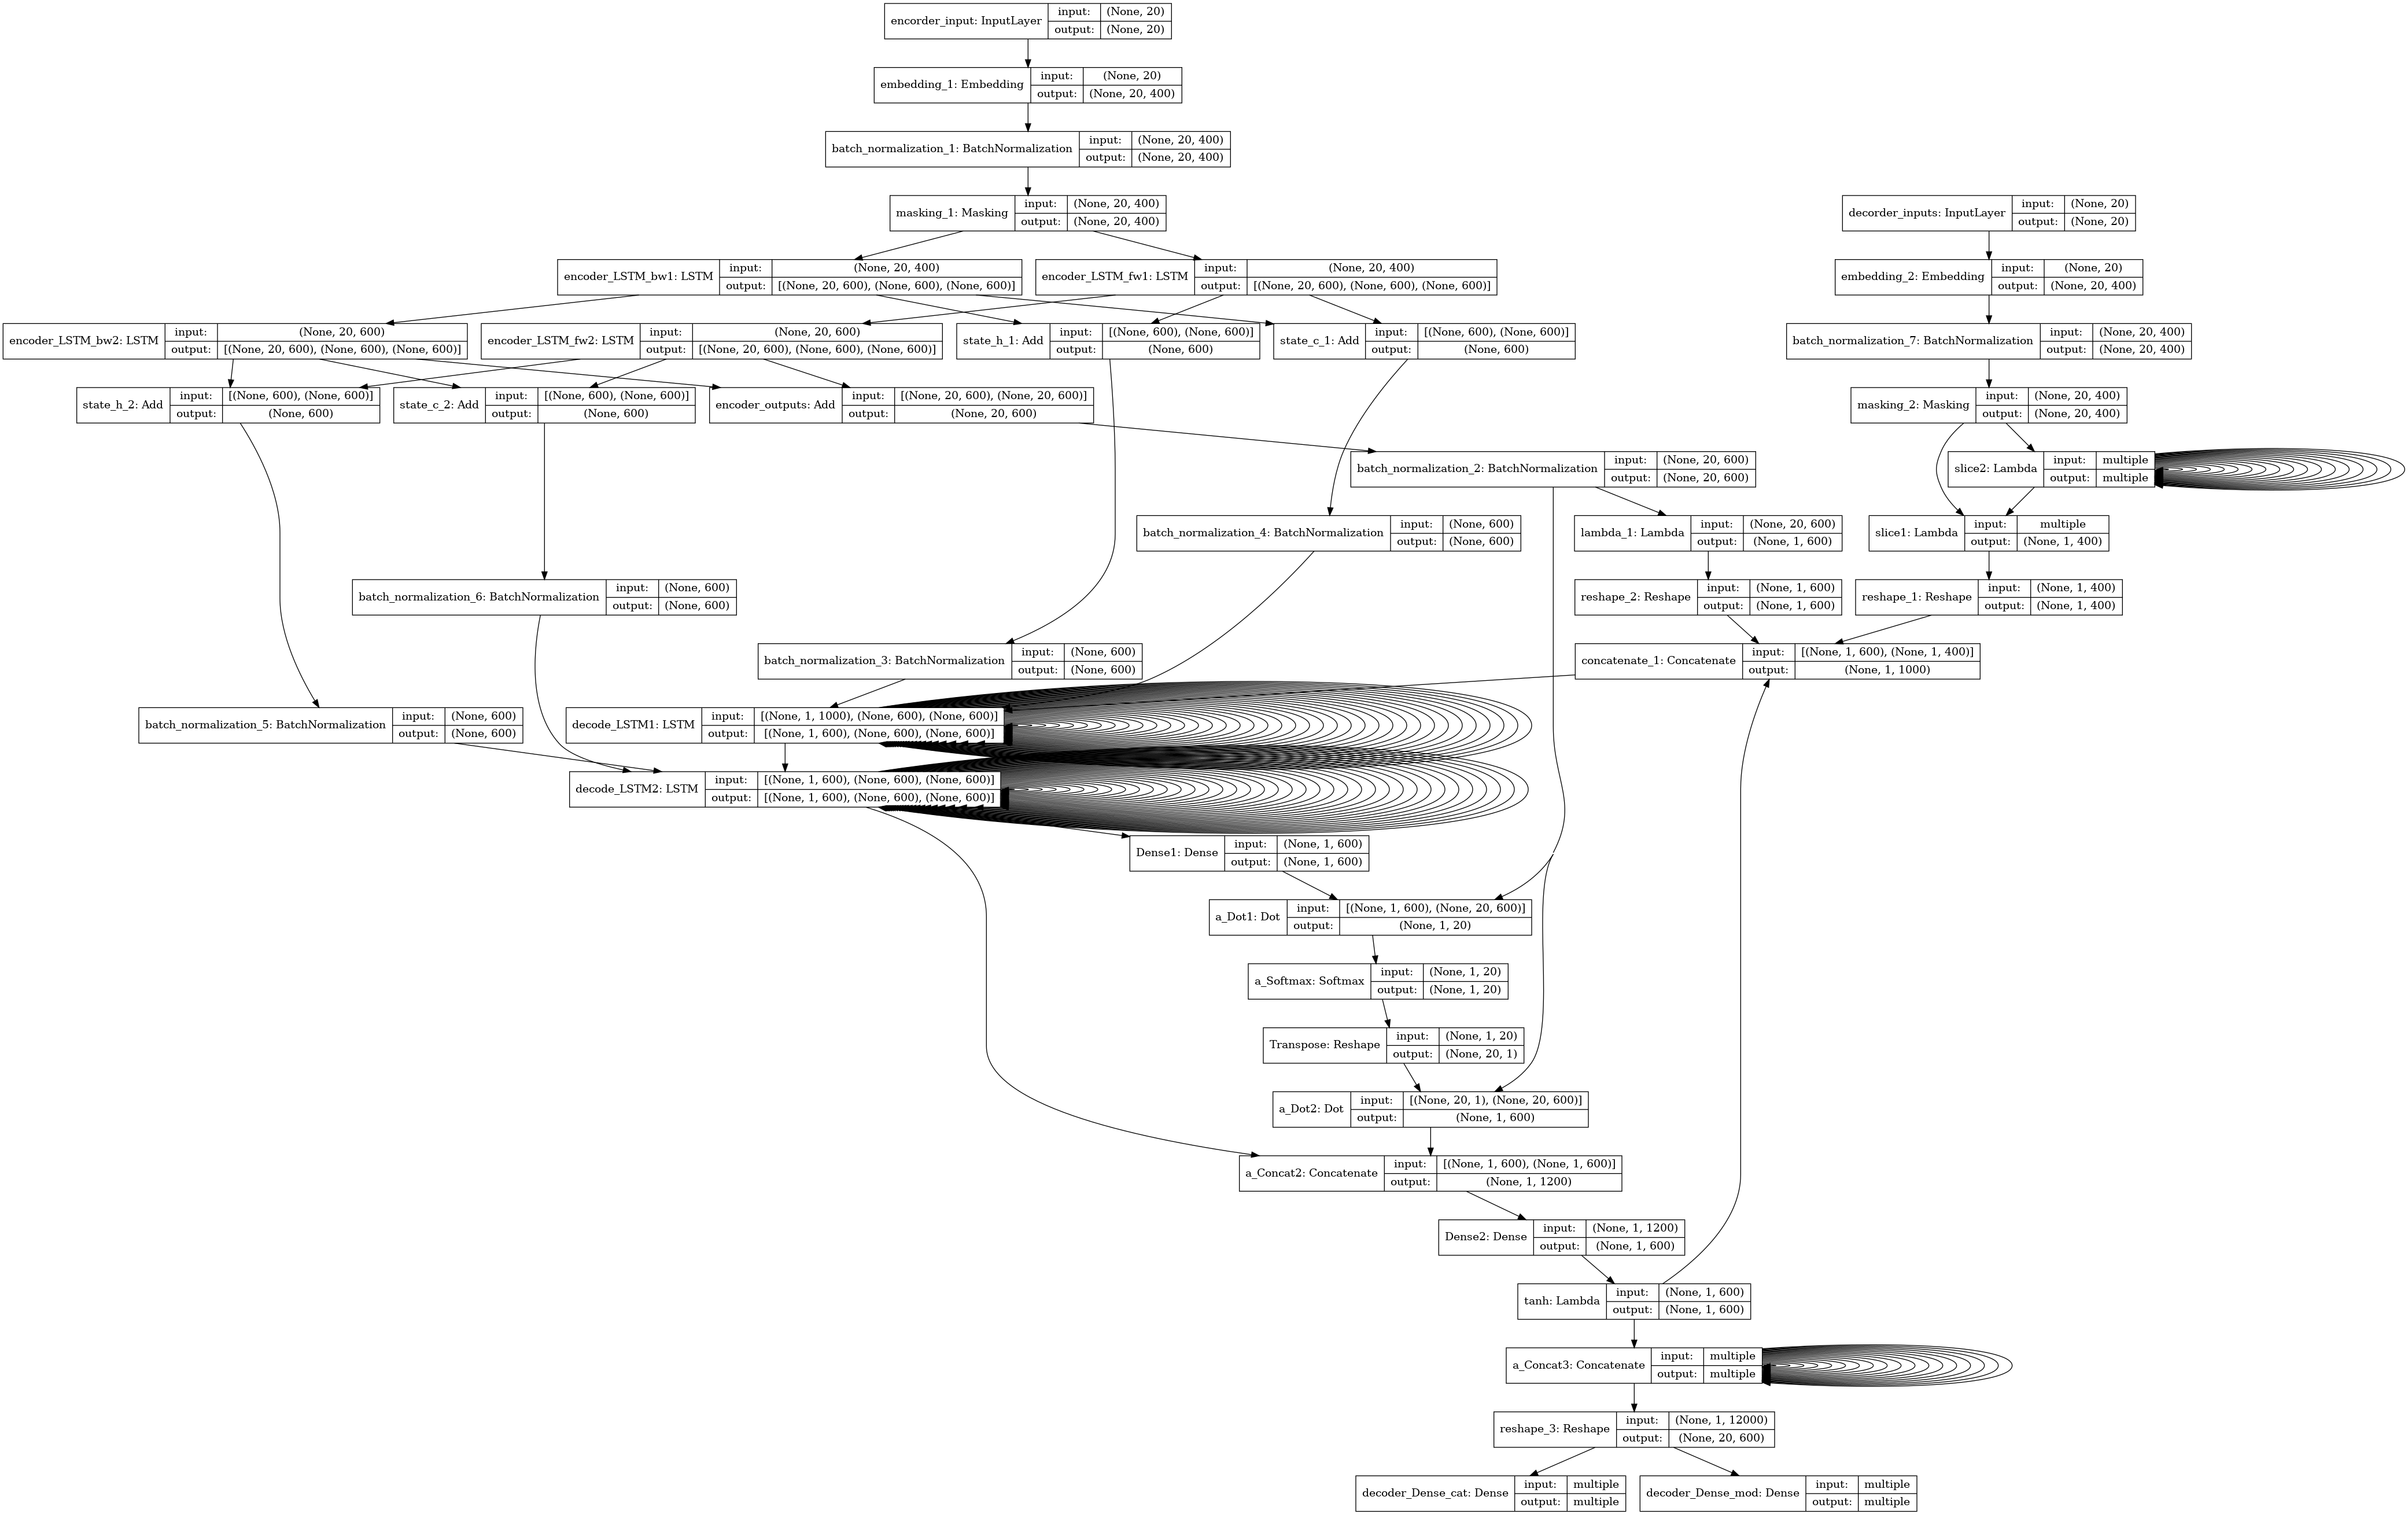 encorder_input: InputLayer input: (None, 20)
output: (None, 20)
embedding_1: Embedding input: (None, 20)
output: (None, 20, 400)
batch_normalization_1: BatchNormalization input: (None, 20, 400)
output: (None, 20, 400)
masking_1: Masking input: (None, 20, 400)
output: (None, 20, 400)
decorder_inputs: InputLayer input: (None, 20)
output: (None, 20)
encoder_LSTM_bw1: LSTM input: (None, 20, 400)
output: [(None, 20, 600), (None, 600), (None, 600)]
encoder_LSTM_fw1: LSTM input: (None, 20, 400)
output: [(None, 20, 600), (None, 600), (None, 600)]
embedding_2: Embedding input: (None, 20)
output: (None, 20, 400)
encoder_LSTM_bw2: LSTM input: (None, 20, 600)
output: [(None, 20, 600), (None, 600), (None, 600)]
encoder_LSTM_fw2: LSTM input: (None, 20, 600)
output: [(None, 20, 600), (None, 600), (None, 600)]
state_h_1: Add input: [(None, 600), (None, 600)]
output: (None, 600)
state_c_1: Add input: [(None, 600), (None, 600)]
output: (None, 600)
batch_normalization_7: BatchNormalization input: (None, 20, 400)
output: (None, 20, 400)
state_h_2: Add input: [(None, 600), (None, 600)]
output: (None, 600)
state_c_2: Add input: [(None, 600), (None, 600)]
output: (None, 600)
encoder_outputs: Add input: [(None, 20, 600), (None, 20, 600)]
output: (None, 20, 600)
masking_2: Masking input: (None, 20, 400)
output: (None, 20, 400)
batch_normalization_2: BatchNormalization input: (None, 20, 600)
output: (None, 20, 600)
slice2: Lambda input: multiple
output: multiple
batch_normalization_4: BatchNormalization input: (None, 600)
output: (None, 600)
lambda_1: Lambda input: (None, 20, 600)
output: (None, 1, 600)
slice1: Lambda input: multiple
output: (None, 1, 400)
batch_normalization_6: BatchNormalization input: (None, 600)
output: (None, 600)
reshape_2: Reshape input: (None, 1, 600)
output: (None, 1, 600)
reshape_1: Reshape input: (None, 1, 400)
output: (None, 1, 400)
batch_normalization_3: BatchNormalization input: (None, 600)
output: (None, 600)
concatenate_1: Concatenate input: [(None, 1, 600), (None, 1, 400)]
output: (None, 1, 1000)
batch_normalization_5: BatchNormalization input: (None, 600)
output: (None, 600)
decode_LSTM1: LSTM input: [(None, 1, 1000), (None, 600), (None, 600)]
output: [(None, 1, 600), (None, 600), (None, 600)]
decode_LSTM2: LSTM input: [(None, 1, 600), (None, 600), (None, 600)]
output: [(None, 1, 600), (None, 600), (None, 600)]
Dense1: Dense input: (None, 1, 600)
output: (None, 1, 600)
a_Dot1: Dot input: [(None, 1, 600), (None, 20, 600)]
output: (None, 1, 20)
a_Softmax: Softmax input: (None, 1, 20)
output: (None, 1, 20)
Transpose: Reshape input: (None, 1, 20)
output: (None, 20, 1)
a_Dot2: Dot input: [(None, 20, 1), (None, 20, 600)]
output: (None, 1, 600)
a_Concat2: Concatenate input: [(None, 1, 600), (None, 1, 600)]
output: (None, 1, 1200)
Dense2: Dense input: (None, 1, 1200)
output: (None, 1, 600)
tanh: Lambda input: (None, 1, 600)
output: (None, 1, 600)
a_Concat3: Concatenate input: multiple
output: multiple
reshape_3: Reshape input: (None, 1, 12000)
output: (None, 20, 600)
decoder_Dense_cat: Dense input: multiple
output: multiple
decoder_Dense_mod: Dense input: multiple
output: multiple